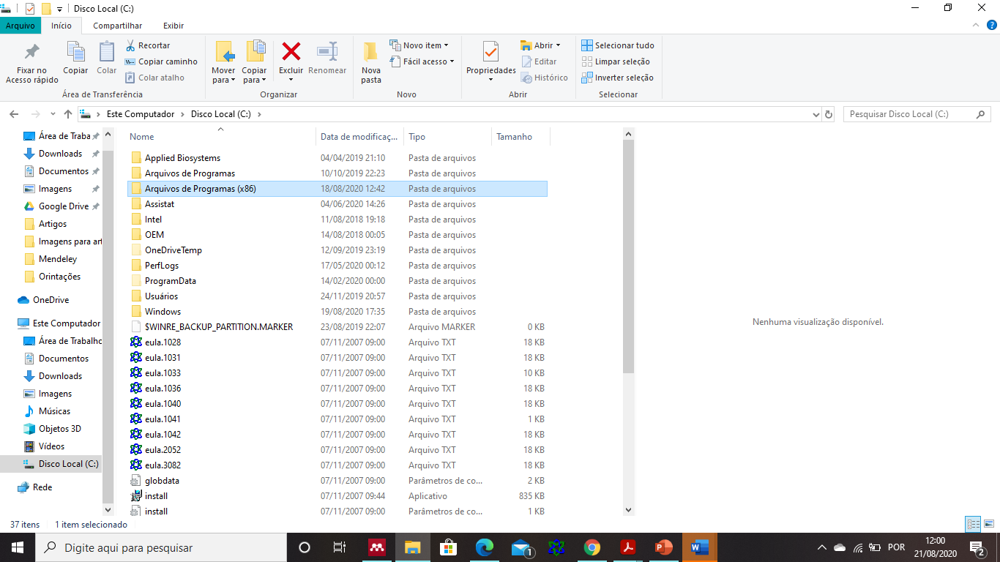 Disco Local (C:)
Arquivo Início Compartilhar Exibir
Fixar no
Acesso rápido
Copiar
Colar
Recortar
Copiar caminho
Colar atalho
Área de Transferência
Mover
para
Copiar
para
Excluir
Renomear
Organizar
Nova
pasta
Novo item
Fácil acesso
Novo
Propriedades
Abrir
Editar
Histórico
Abrir
Selecionar tudo
Limpar seleção
Inverter seleção
Selecionar
Este Computador Disco Local (C:)
Pesquisar Disco Local (C:)
Área de Traba
Downloads
Documentos
Imagens
Google Drive
Artigos
Imagens para art
Mendeley
Orintações
OneDrive
Este Computador
Área de Trabalho
Documentos
Downloads
Imagens
Músicas
Objetos 3D
Vídeos
Disco Local (C:)
Rede
Nome Data de modificaç... Tipo Tamanho
Applied Biosystems 04/04/2019 21:10 Pasta de arquivos
Arquivos de Programas 10/10/2019 22:23 Pasta de arquivos
Arquivos de Programas (x86) 18/08/2020 12:42 Pasta de arquivos
Assistat 04/06/2020 14:26 Pasta de arquivos
Intel 11/08/2018 19:18 Pasta de arquivos
OEM 14/08/2018 00:05 Pasta de arquivos
OneDriveTemp 12/09/2019 23:19 Pasta de arquivos
PerfLogs 17/05/2020 00:12 Pasta de arquivos
ProgramData 14/02/2020 00:00 Pasta de arquivos
Usuários 24/11/2019 20:57 Pasta de arquivos
Windows 19/08/2020 17:35 Pasta de arquivos
$WINRE_BACKUP_PARTITION.MARKER 23/08/2019 22:07 Arquivo MARKER 0 KB
eula.1028 07/11/2007 09:00 Arquivo TXT 18 KB
eula.1031 07/11/2007 09:00 Arquivo TXT 18 KB
eula.1033 07/11/2007 09:00 Arquivo TXT 10 KB
eula.1036 07/11/2007 09:00 Arquivo TXT 18 KB
eula.1040 07/11/2007 09:00 Arquivo TXT 18 KB
eula.1041 07/11/2007 09:00 Arquivo TXT 1 KB
eula.1042 07/11/2007 09:00 Arquivo TXT 18 KB
eula.2052 07/11/2007 09:00 Arquivo TXT 18 KB
eula.3082 07/11/2007 09:00 Arquivo TXT 18 KB
globdata 07/11/2007 09:00 Parâmetros de co... 2 KB
install 07/11/2007 09:44 Aplicativo 835 KB
install 07/11/2007 09:00 Parâmetros de co... 1 KB
Nenhuma visualização disponível.
37 itens 1 item selecionado
Digite aqui para pesquisar
1
POR
12:00
21/08/2020
2